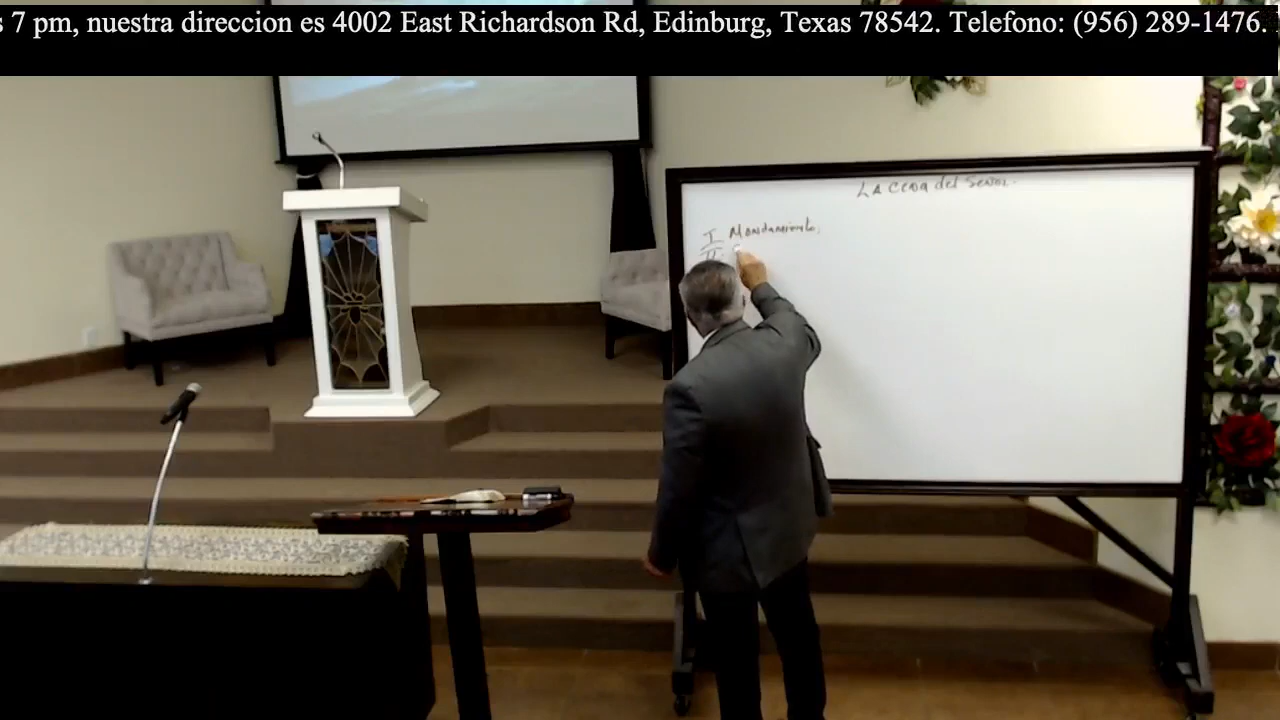 s 7 pm, nuestra direccion es 4002 East Richardson Rd, Edinburg, Texas 78542. Telefono: (956) 289-1476.
La Cena del Señor.
I Mandamiento,
II